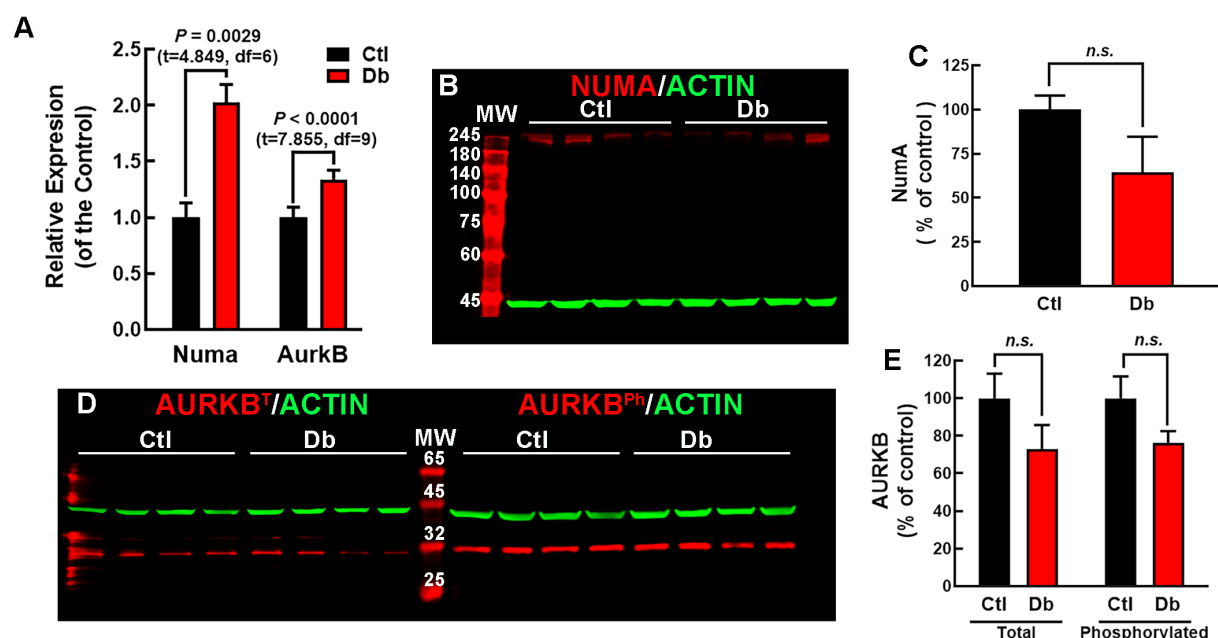 A
P = 0.0029
(t=4.849, df=6)
Ctl
Db
P < 0.0001
(t=7.855, df=9)
Relative Expresion
(of the Control)
2.5
2.0
1.5
1.0
0.5
0.0
Numa
AurkB
B
NUMA/ACTIN
MW
Ctl
Db
245
180
140
100
75
60
45
C
n.s.
NumA
( % of control )
125
100
75
50
25
0
Ctl
Db
D
AURKBT/ACTIN
AURKBPh/ACTIN
Ctl
Db
MW
Ctl
Db
65
45
32
25
E
n.s.
n.s.
AURKB
(% of control)
120
100
80
60
40
20
0
Ctl
Db
Ctl
Db
Total
Phosphorylated